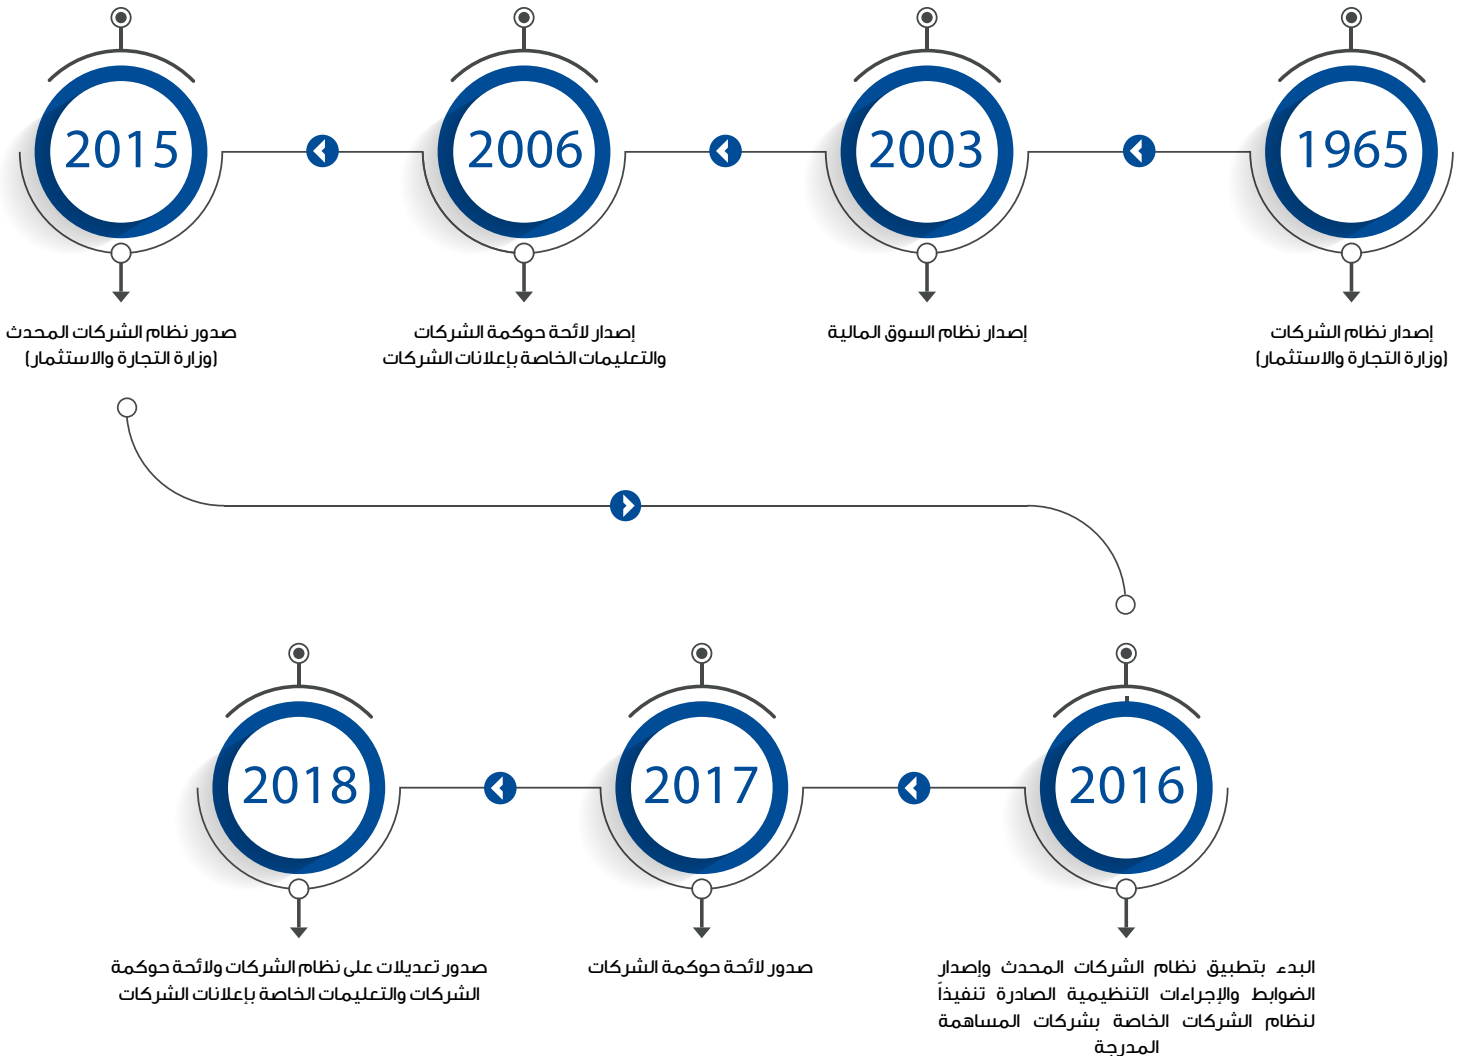 1965
إصدار نظام الشركات
(وزارة التجارة والاستثمار)
2003
إصدار نظام السوق المالية
2006
إصدار لائحة حوكمة الشركات
والتعليمات الخاصة بإعلانات الشركات
2015
صدور نظام الشركات المحدث
(وزارة التجارة والاستثمار)
2016
البدء بتطبيق نظام الشركات المحدث وإصدار
الضوابط والإجراءات التنظيمية الصادرة تنفيذاً
لنظام الشركات الخاصة بشركات المساهمة
المدرجة
2017
صدور لائحة حوكمة الشركات
2018
صدور تعديلات على نظام الشركات ولائحة حوكمة
الشركات والتعليمات الخاصة بإعلانات الشركات